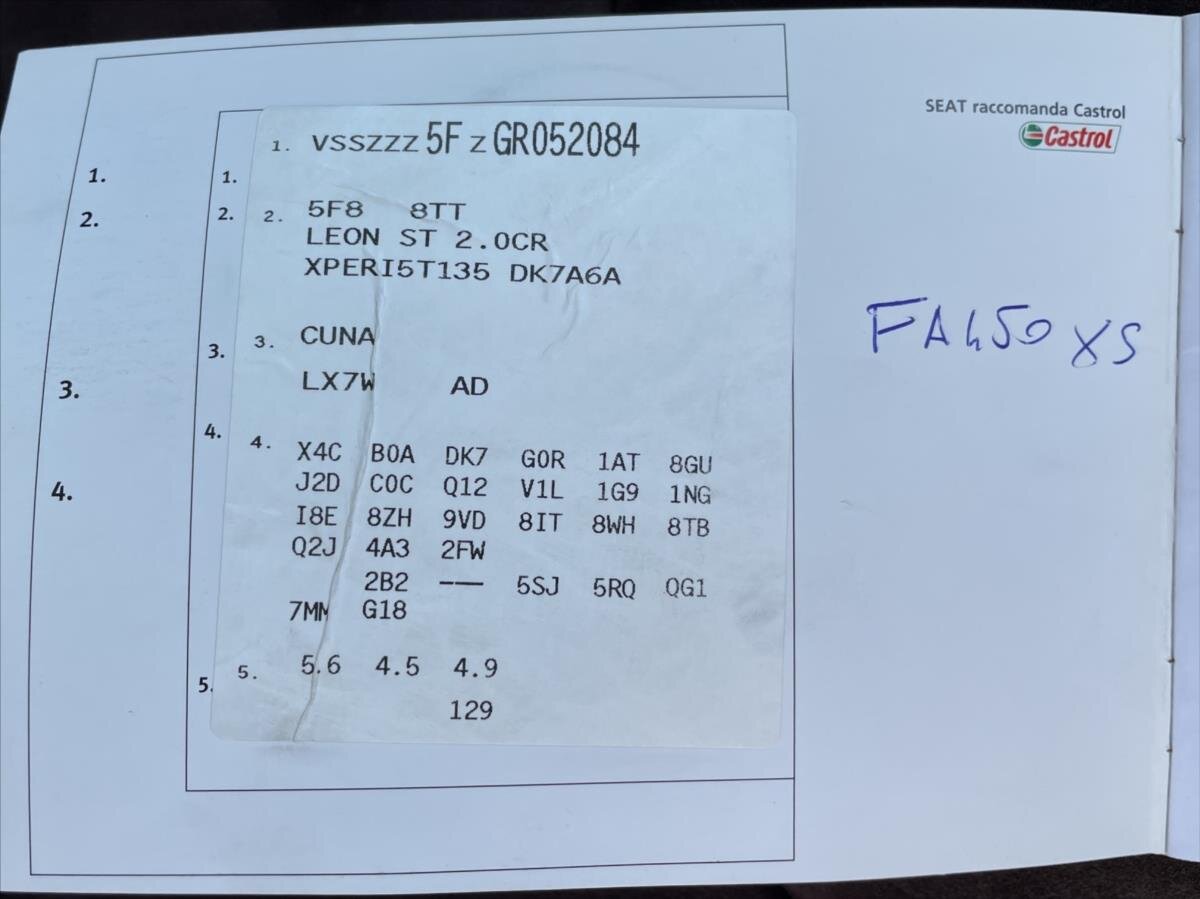 SEAT raccomanda Castrol
Castrol
1. 1. 1. VSSZZZ 5F Z GR052084
2. 2. 2. 5F8 8TT
LEON ST 2.0CR
XPERI5T135 DK7A6A
3. 3. 3. CUNA
LX7W AD
4. 4. 4. X4C B0A DK7 G0R 1AT 8GU
J2D C0C Q12 V1L 1G9 1NG
I8E 8ZH 9VD 8IT 8WH 8TB
Q2J 4A3 2FW
2B2 --- 5SJ 5RQ QG1
7MM G18
5. 5. 5.6 4.5 4.9
129
FA450XS